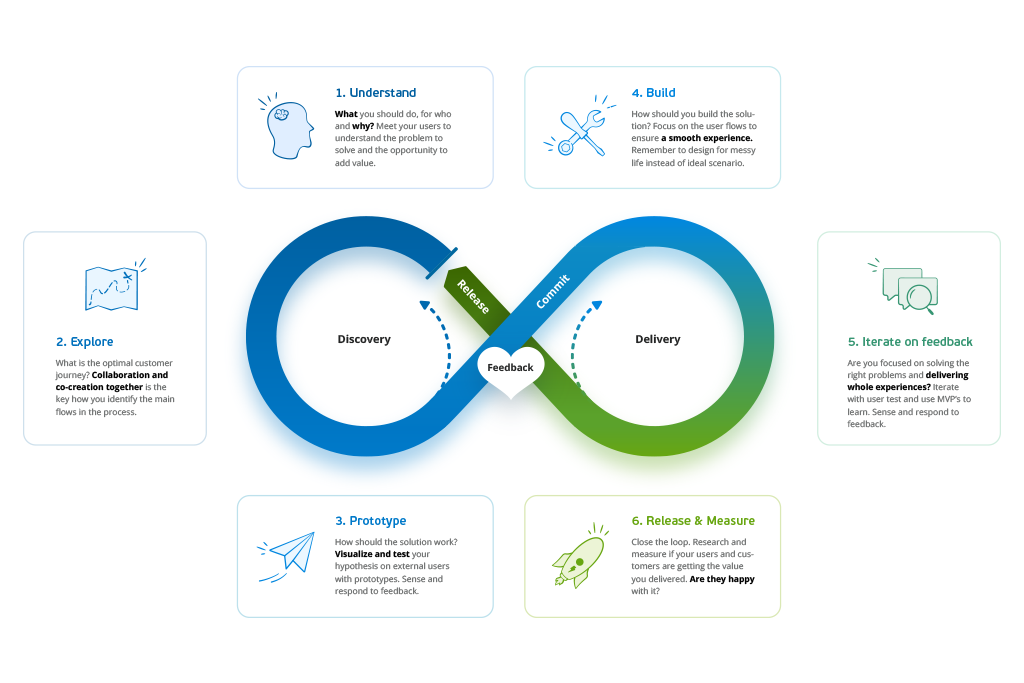 1. Understand
What you should do, for who
and why? Meet your users to
understand the problem to
solve and the opportunity to
add value.
4. Build
How should you build the solu-
tion? Focus on the user flows to
ensure a smooth experience.
Remember to design for messy
life instead of ideal scenario.
2. Explore
What is the optimal customer
journey? Collaboration and
co-creation together is the
key how you identify the main
flows in the process.
Discovery
Release
Commit
Feedback
Delivery
5. Iterate on feedback
Are you focused on solving the
right problems and delivering
whole experiences? Iterate
with user test and use MVP's to
learn. Sense and respond to
feedback.
3. Prototype
How should the solution work?
Visualize and test your
hypothesis on external users
with prototypes. Sense and
respond to feedback.
6. Release & Measure
Close the loop. Research and
measure if your users and cus-
tomers are getting the value
you delivered. Are they happy
with it?